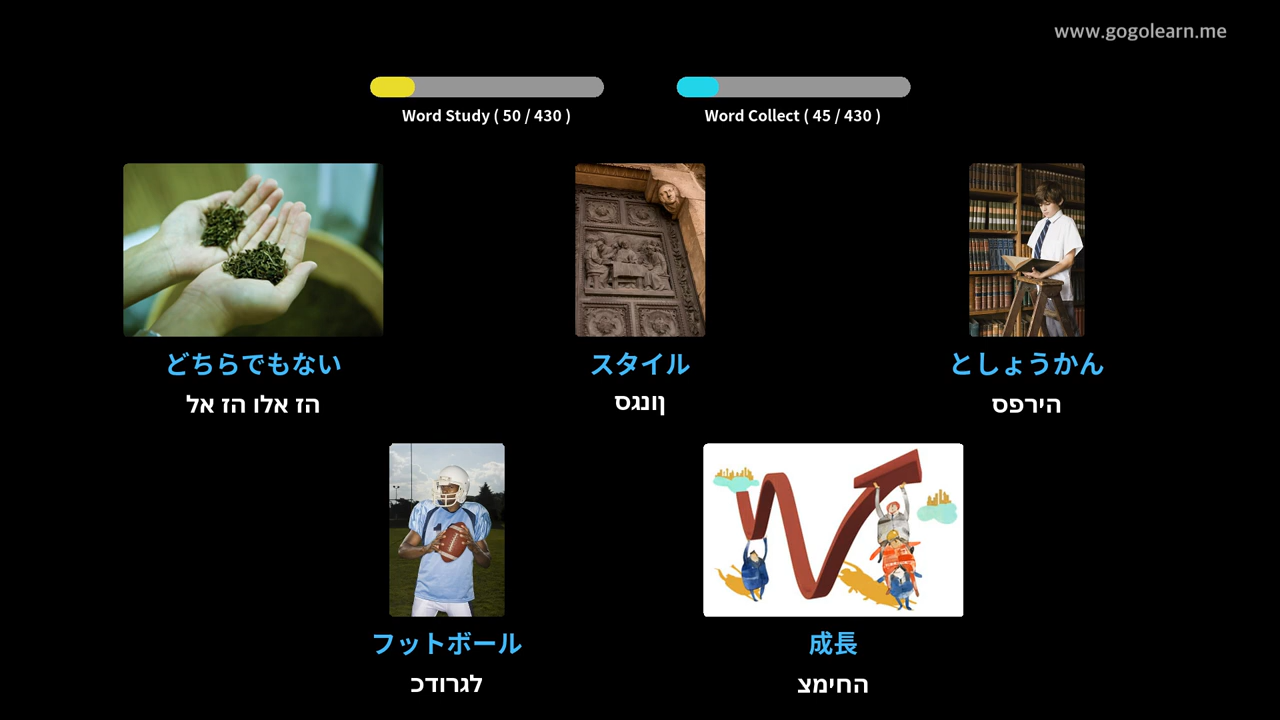 www.gogolearn.me
Word Study ( 50 / 430 )
Word Collect ( 45 / 430 )
どちらでもない
הז אלו הז אל
スタイル
ןונגס
としょうかん
הירפס
フットボール
לגרודכ
成長
החימצ